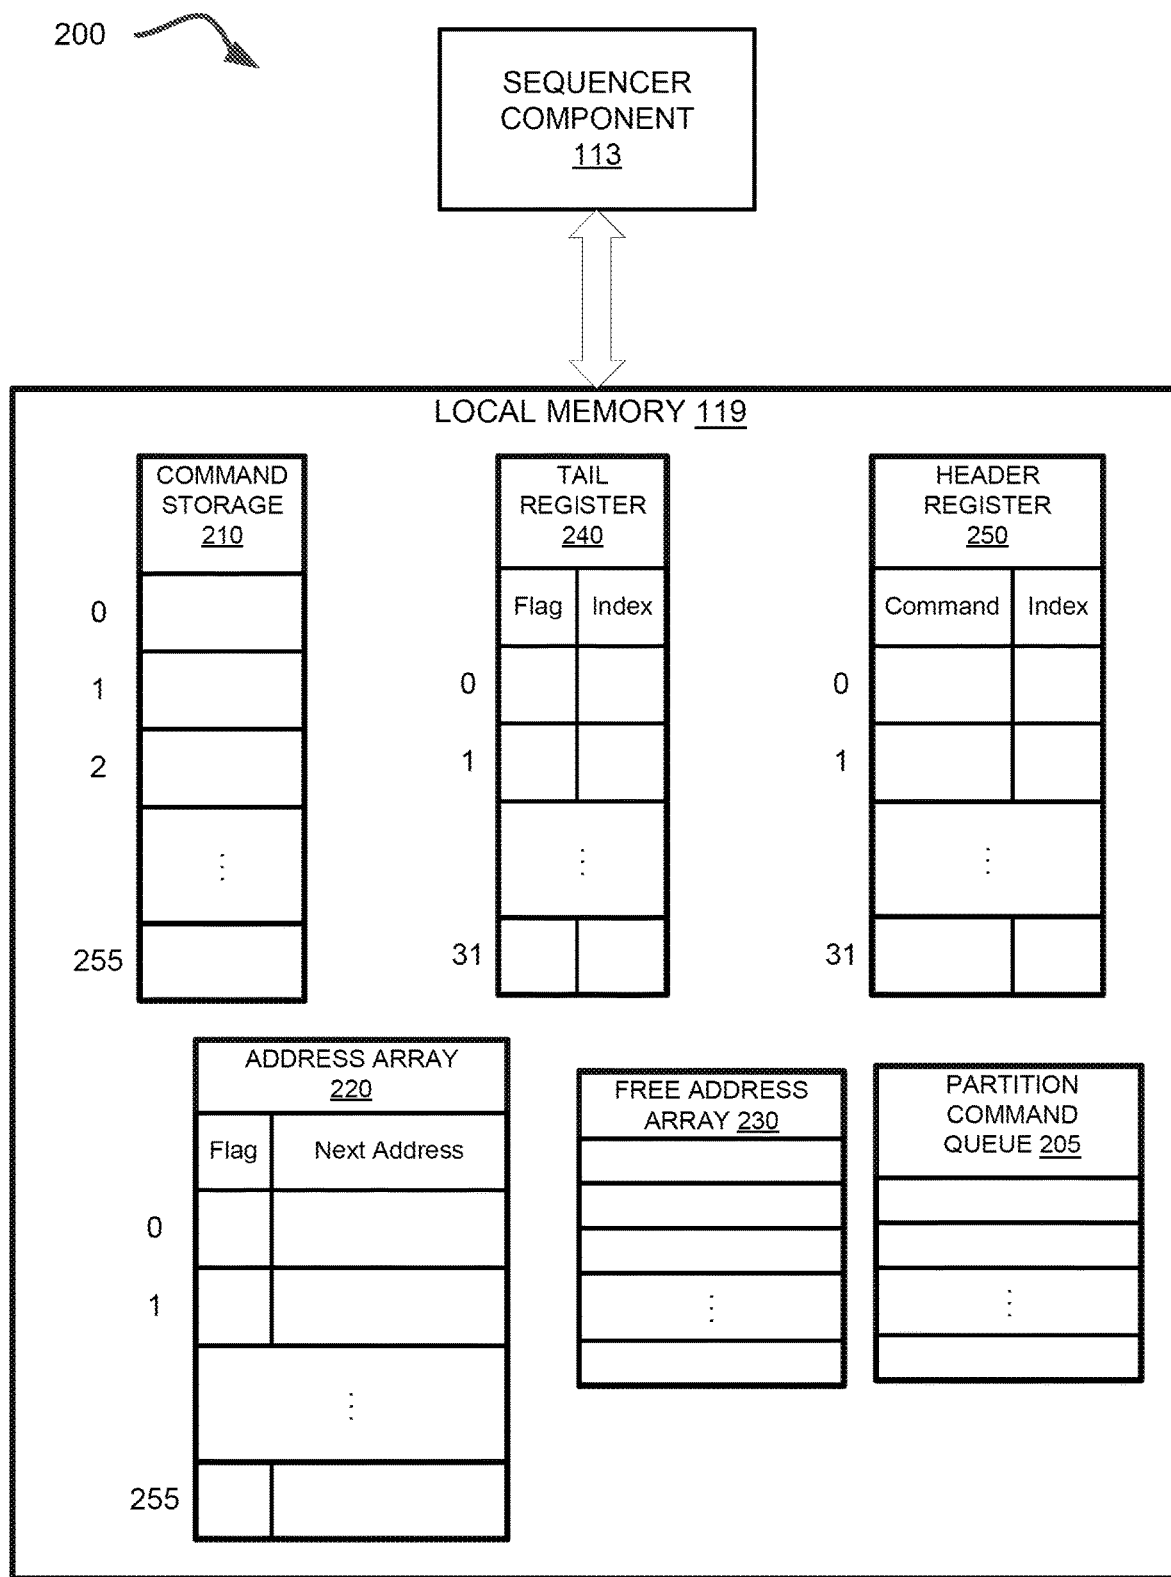 200
SEQUENCER
COMPONENT
113
LOCAL MEMORY 119
COMMAND
STORAGE
210
0
1
2
⋮
255
TAIL
REGISTER
240
Flag Index
0
1
⋮
31
HEADER
REGISTER
250
Command Index
0
1
⋮
31
ADDRESS ARRAY
220
Flag Next Address
0
1
⋮
255
FREE ADDRESS
ARRAY 230
⋮
PARTITION
COMMAND
QUEUE 205
⋮